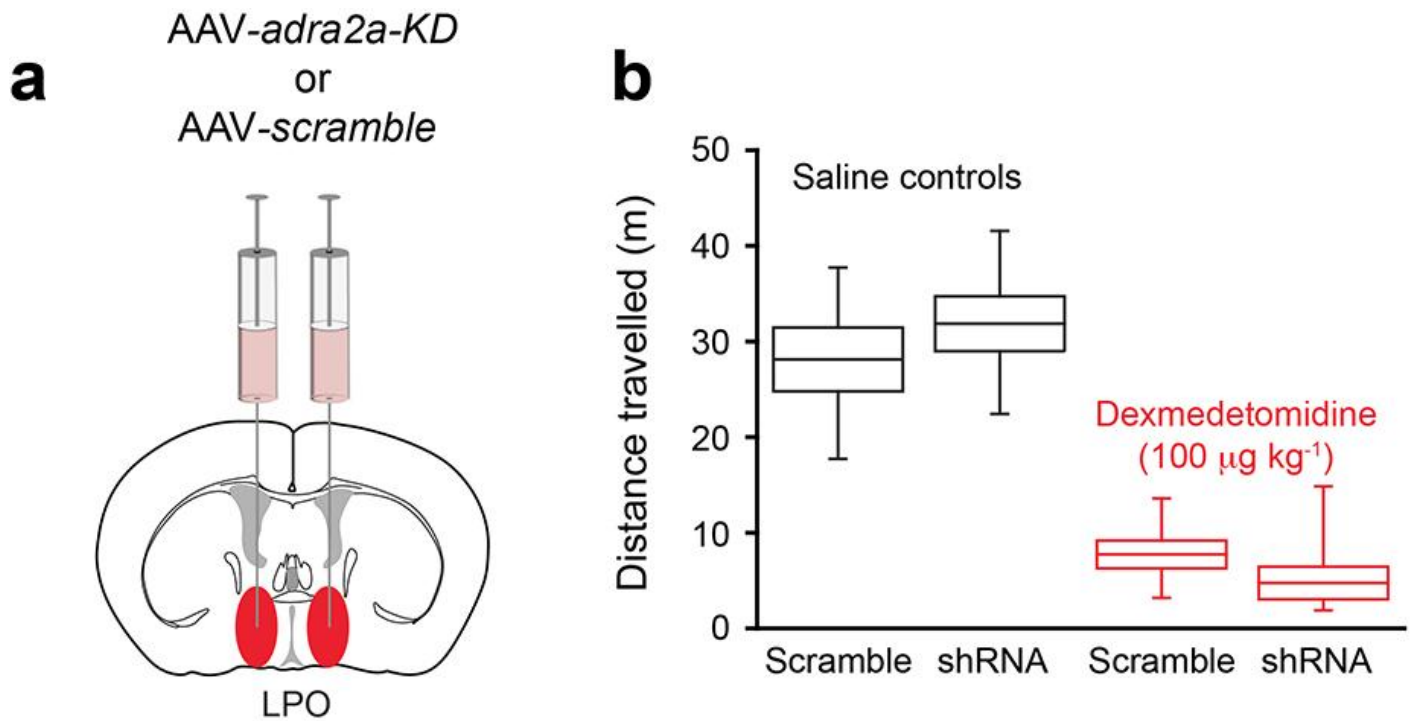 a
AAV-adra2a-KD
or
AAV-scramble
LPO
b
Distance travelled (m)
50
40
30
20
10
0
Saline controls
Dexmedetomidine
(100 μg kg⁻¹)
Scramble shRNA Scramble shRNA